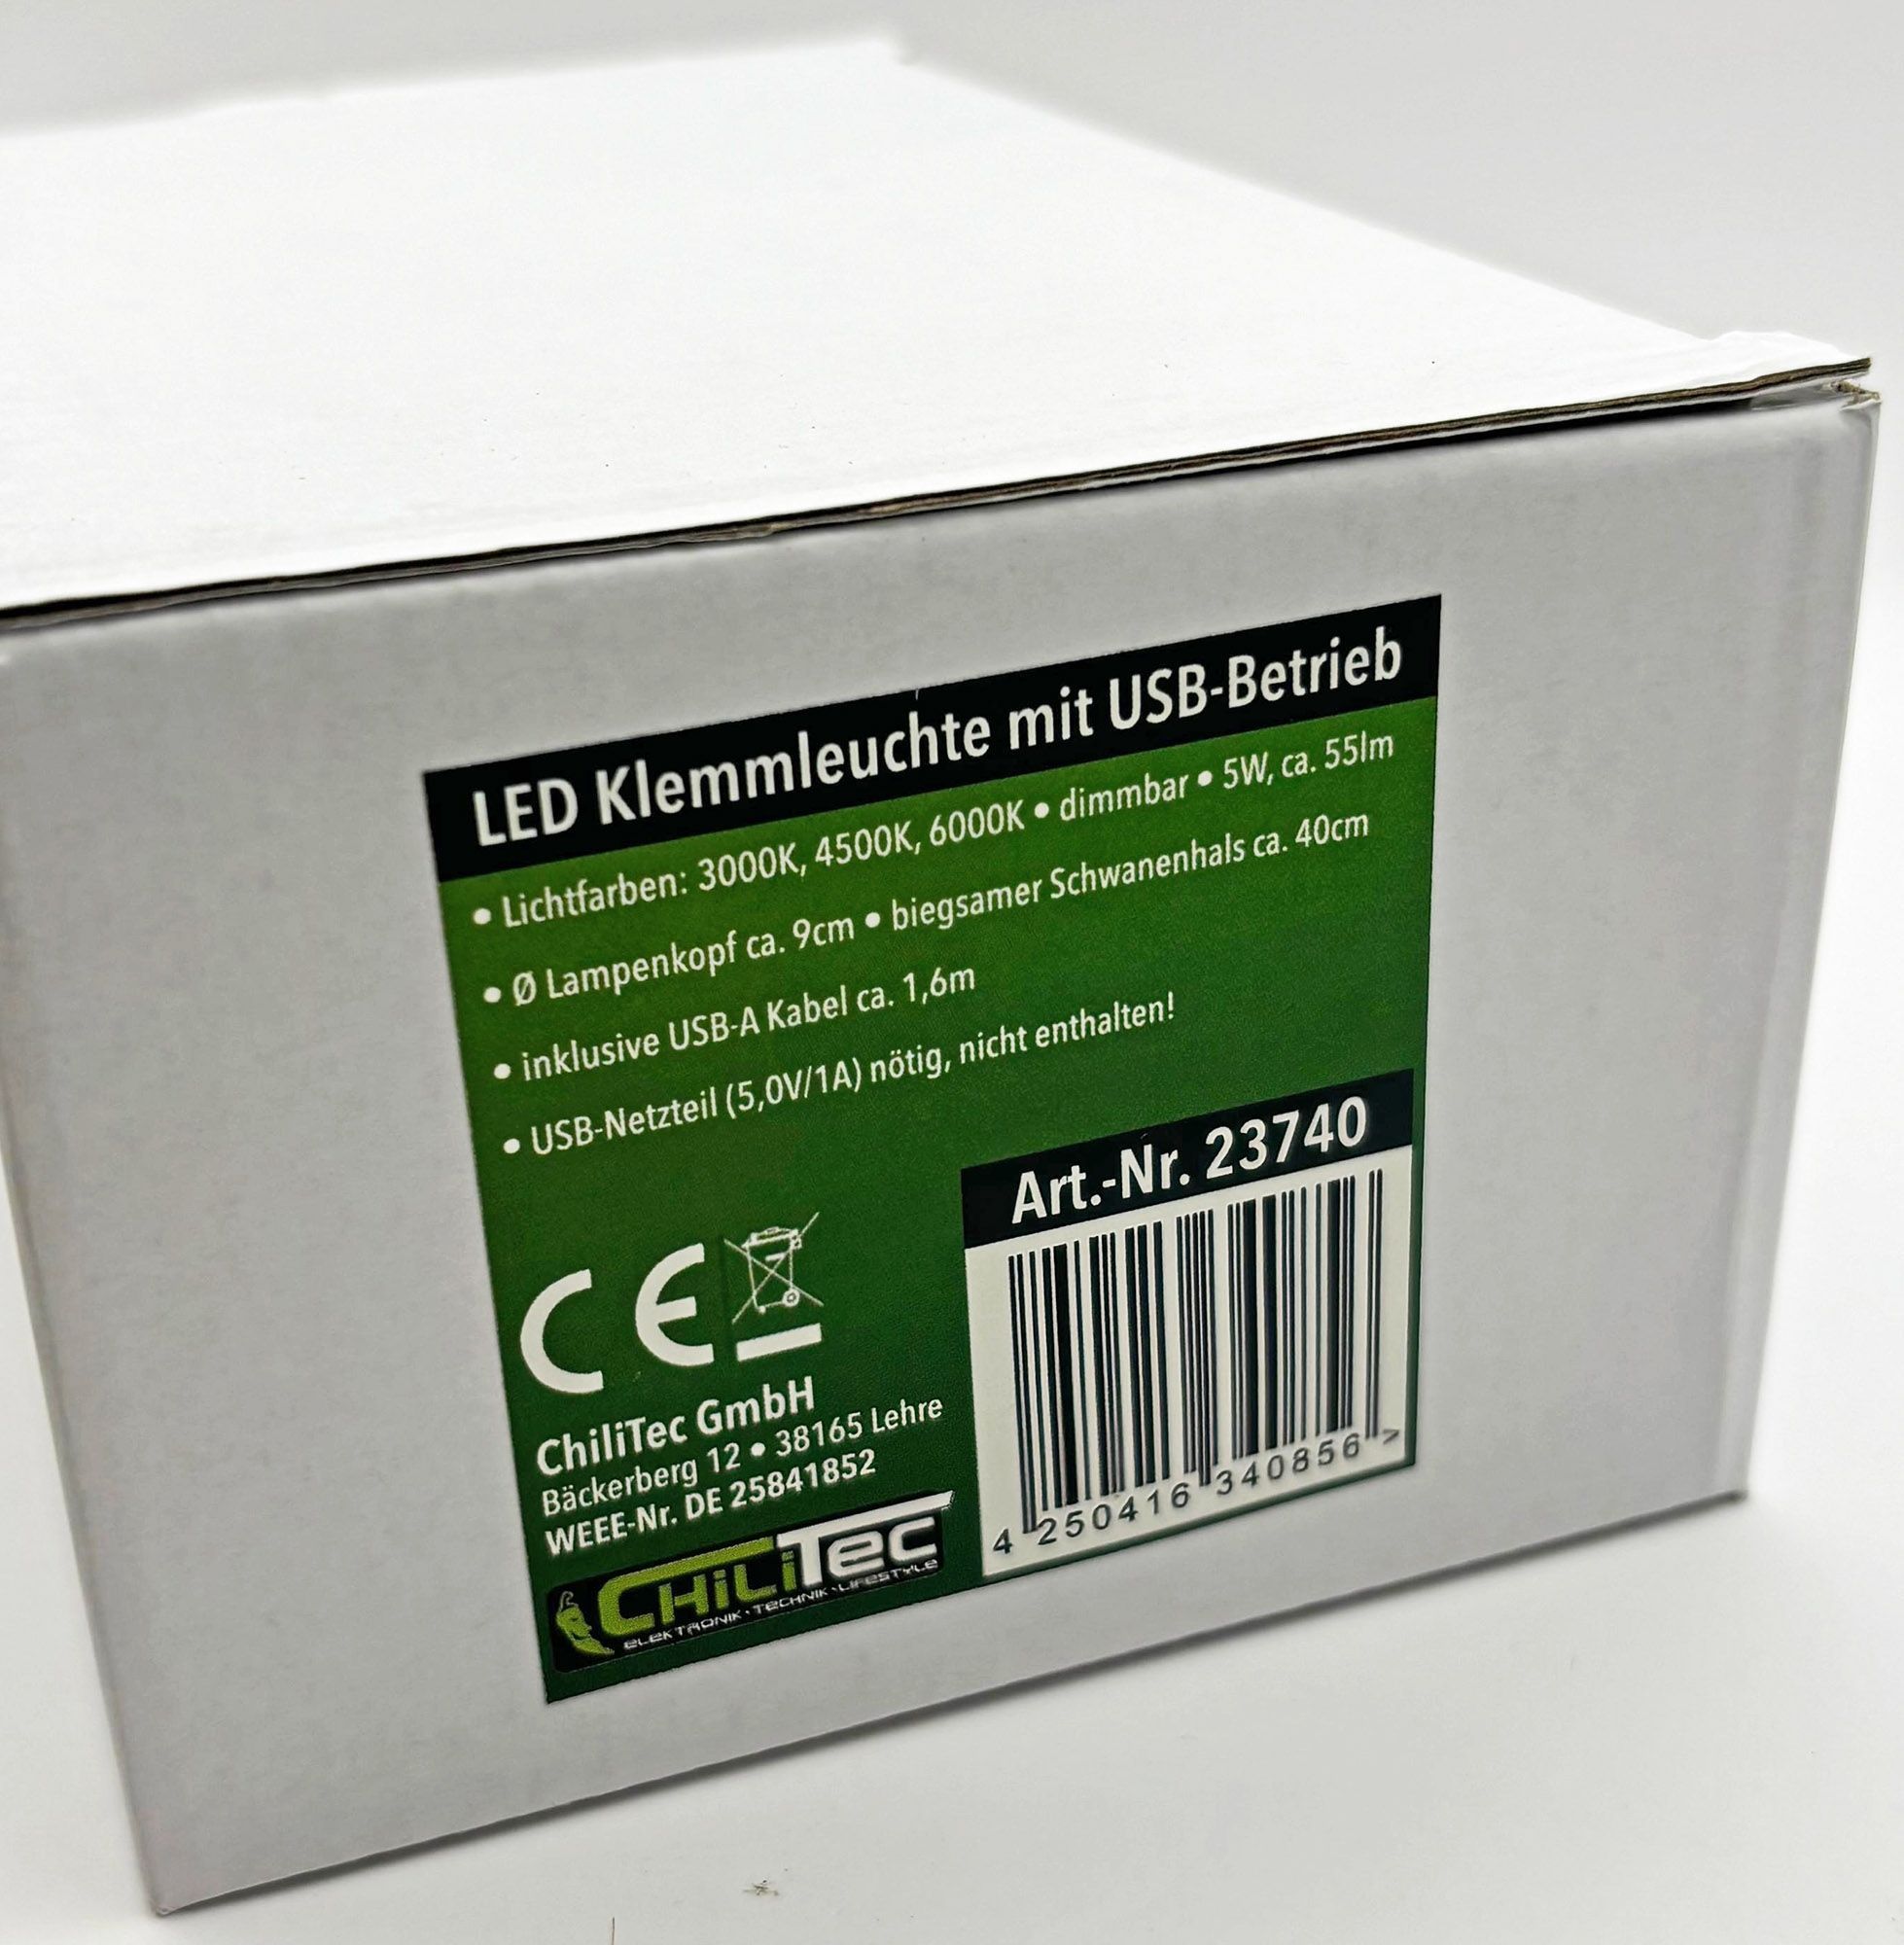 LED Klemmleuchte mit USB-Betrieb
• Lichtfarben: 3000K, 4500K, 6000K • dimmbar • 5W, ca. 55lm
• Ø Lampenkopf ca. 9cm • biegsamer Schwanenhals ca. 40cm
• inklusive USB-A Kabel ca. 1,6m
• USB-Netzteil (5,0V/1A) nötig, nicht enthalten!
Art.-Nr. 23740
CE
ChiliTec GmbH
Bäckerberg 12 • 38165 Lehre
WEEE-Nr. DE 25841852
CHiLiTec
eLeKTRONIK · TeCHNIK · LIFeSTYLe
4 250416 340856 >